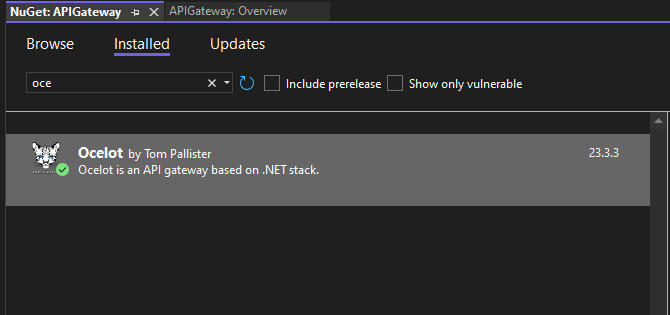 NuGet: APIGateway APIGateway: Overview
Browse Installed Updates
oce Include prerelease Show only vulnerable
Ocelot by Tom Pallister 23.3.3
Ocelot is an API gateway based on .NET stack.